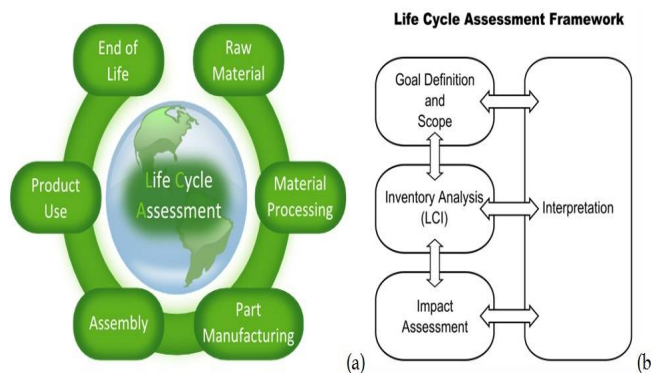 End of
Life
Raw
Material
Product
Use
Life Cycle
Assessment
Material
Processing
Assembly
Part
Manufacturing
(a)
Life Cycle Assessment Framework
Goal Definition
and
Scope
Inventory Analysis
(LCI)
Interpretation
Impact
Assessment
(b